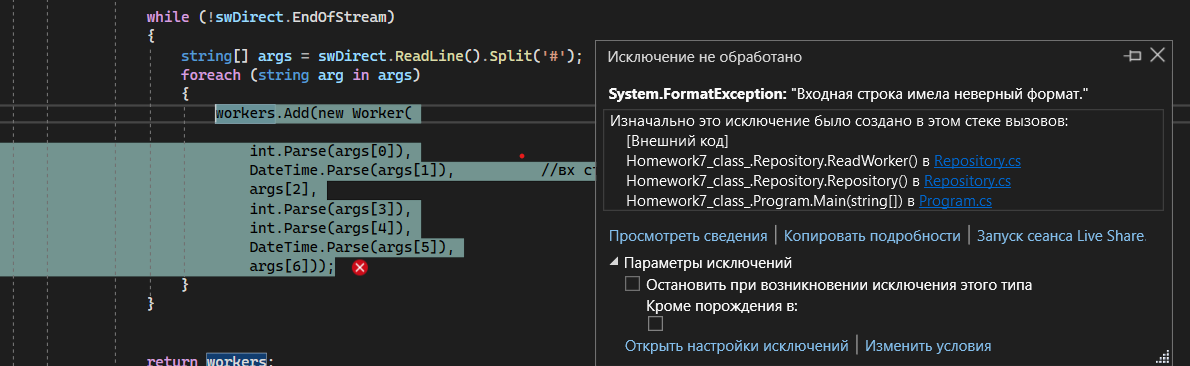 while (!swDirect.EndOfStream)
{
string[] args = swDirect.ReadLine().Split('#');
foreach (string arg in args)
{
workers.Add(new Worker(
int.Parse(args[0]),
DateTime.Parse(args[1]), //вх
args[2],
int.Parse(args[3]),
int.Parse(args[4]),
DateTime.Parse(args[5]),
args[6]));
}
}
return workers;
Исключение не обработано
System.FormatException: "Входная строка имела неверный формат."
Изначально это исключение было создано в этом стеке вызовов:
[Внешний код]
Homework7_class_.Repository.ReadWorker() в Repository.cs
Homework7_class_.Repository.Repository() в Repository.cs
Homework7_class_.Program.Main(string[]) в Program.cs
Просмотреть сведения | Копировать подробности | Запуск сеанса Live Share
Параметры исключений
Остановить при возникновении исключения этого типа
Кроме порождения в:
Открыть настройки исключений | Изменить условия